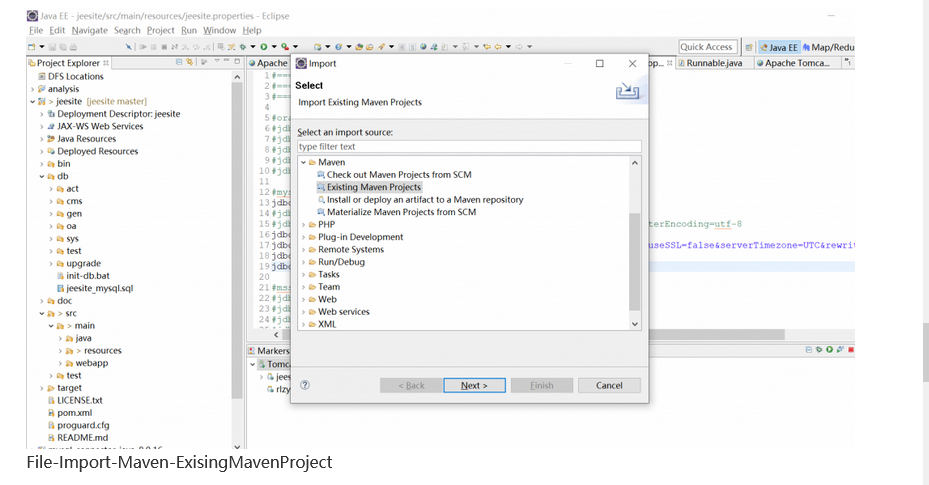 Java EE - jeesite/src/main/resources/jeesite.properties - Eclipse
File Edit Navigate Search Project Run Window Help
Quick Access
Java EE
Map/Redu
Project Explorer
DFS Locations
analysis
> jeesite [jeesite master]
Deployment Descriptor: jeesite
JAX-WS Web Services
Java Resources
Deployed Resources
bin
db
act
cms
gen
oa
sys
test
upgrade
init-db.bat
jeesite_mysql.sql
doc
> src
> main
java
> resources
webapp
test
target
LICENSE.txt
pom.xml
proguard.cfg
README.md
Apache
Runnable.java
Apache Tomca...
1 #==
2 #==
3 #==
4
5 #ora
6 #jdb
7 #jdb
8 #jdb
9 #jdb
10 #jdb
11
12 #mys
13 jdbc
14 #jdb
15 #jdb
terEncoding=utf-8
16 jdbc
17 jdbc
useSSL=false&serverTimezone=UTC&rewrit
18 jdbc
19 jdbc
20
21 #mss
22 #jdb
23 #jdb
24 #jdb
Markers
Tomc
jees
rlzy
Import
Select
Import Existing Maven Projects
Select an import source:
type filter text
Maven
Check out Maven Projects from SCM
Existing Maven Projects
Install or deploy an artifact to a Maven repository
Materialize Maven Projects from SCM
PHP
Plug-in Development
Remote Systems
Run/Debug
Tasks
Team
Web
Web services
XML
< Back
Next >
Finish
Cancel
File-Import-Maven-ExisingMavenProject